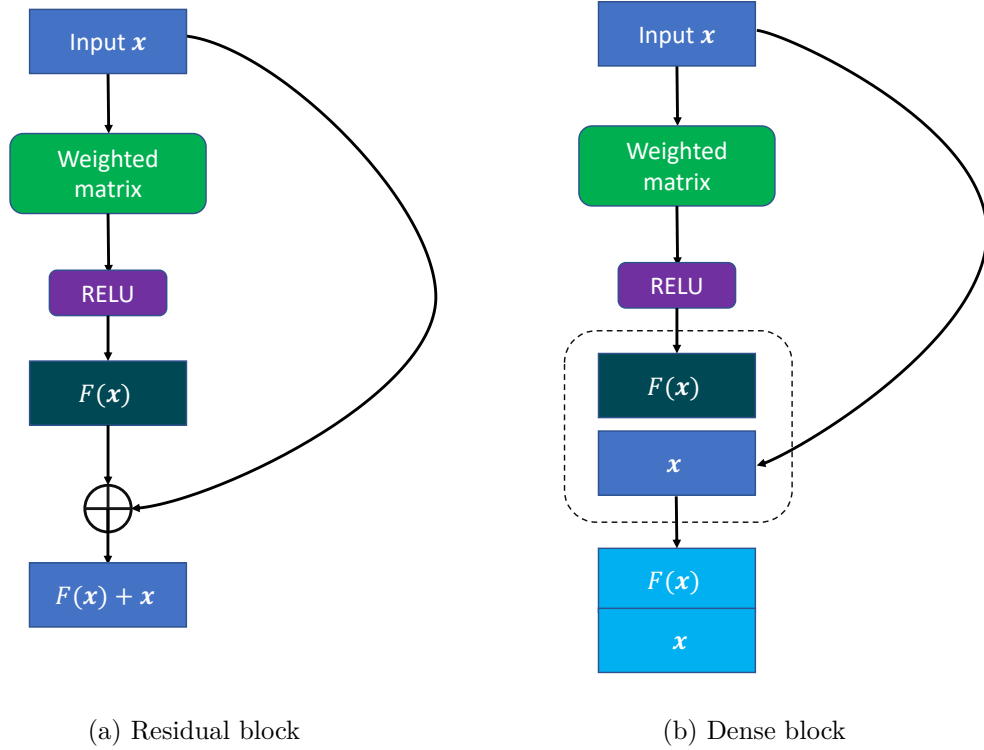 Input x
Weighted
matrix
RELU
F(x)
F(x) + x
(a) Residual block
Input x
Weighted
matrix
RELU
F(x)
x
F(x)
x
(b) Dense block